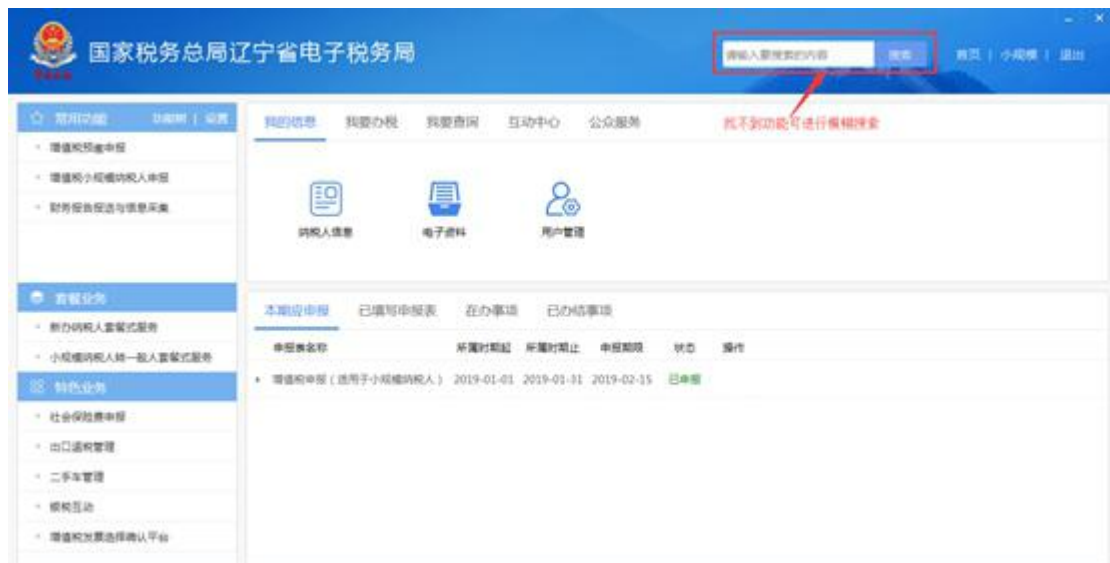 国家税务总局辽宁省电子税务局
请输入要搜索的内容 搜索
首页 | 小规模 | 退出
常用功能 功能树 | 设置
增值税预缴申报
增值税小规模纳税人申报
财务报告报送与信息采集
我的信息 我要办税 我要查询 互动中心 公众服务
找不到功能可进行模糊搜索
纳税人信息 电子资料 用户管理
套餐业务
新办纳税人套餐式服务
小规模纳税人转一般人套餐式服务
特色业务
社会保险费申报
出口退税管理
二手车管理
银税互动
增值税发票选择确认平台
本期应申报 已填写申报表 在办事项 已办结事项
申报表名称 所属时期起 所属时期止 申报期限 状态 操作
增值税申报(适用于小规模纳税人) 2019-01-01 2019-01-31 2019-02-15 已申报